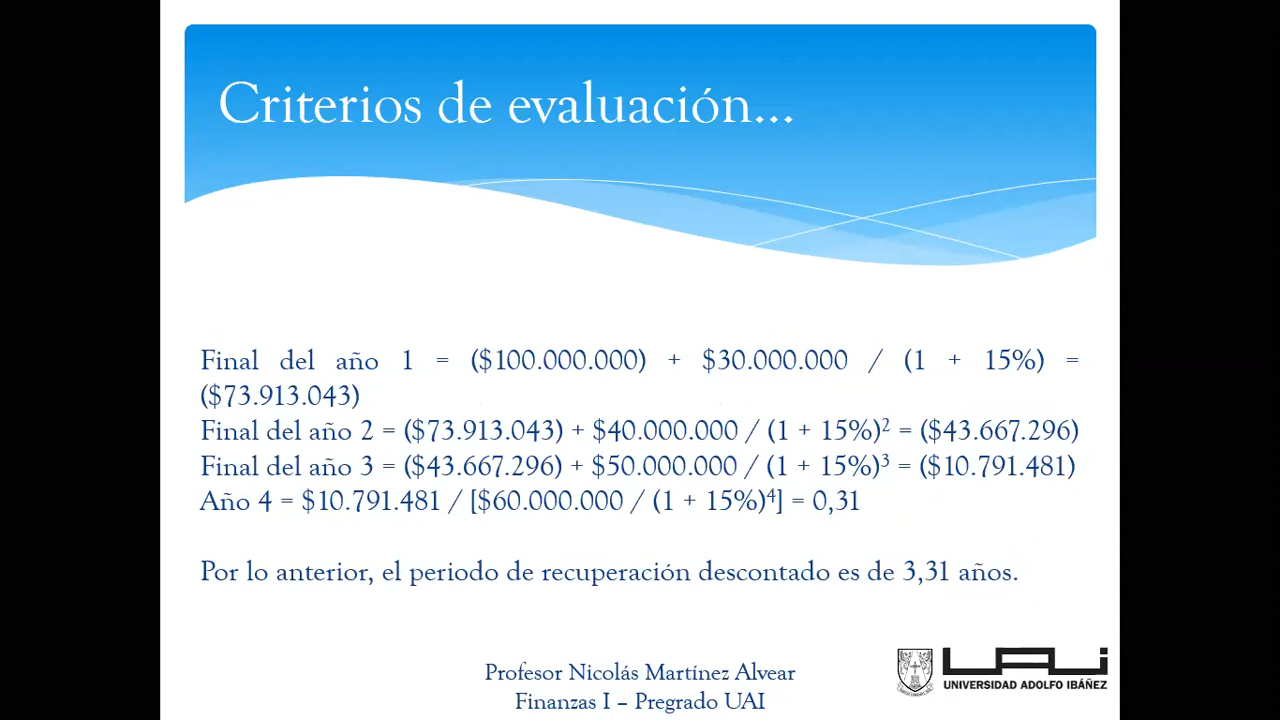 Criterios de evaluación...
Final del año 1 = ($100.000.000) + $30.000.000 / (1 + 15%) =
($73.913.043)
Final del año 2 = ($73.913.043) + $40.000.000 / (1 + 15%)² = ($43.667.296)
Final del año 3 = ($43.667.296) + $50.000.000 / (1 + 15%)³ = ($10.791.481)
Año 4 = $10.791.481 / [$60.000.000 / (1 + 15%)⁴] = 0,31
Por lo anterior, el periodo de recuperación descontado es de 3,31 años.
Profesor Nicolás Martínez Alvear
Finanzas I – Pregrado UAI
UAI
UNIVERSIDAD ADOLFO IBÁÑEZ